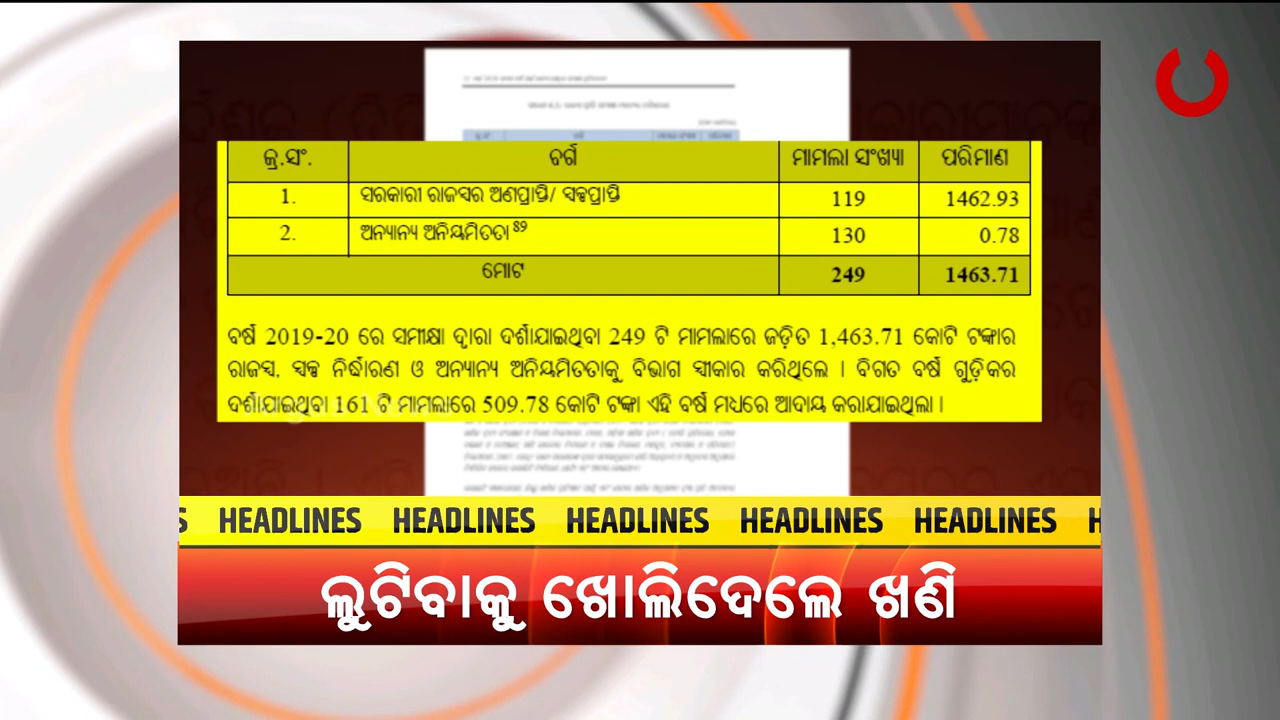 କ୍ର.ସଂ. ବର୍ଗ ମାମଲା ସଂଖ୍ୟା ପରିମାଣ
1. ସରକାରୀ ରାଜସ୍ୱର ଅଣପ୍ରାପ୍ତି/ ସ୍ୱଳ୍ପପ୍ରାପ୍ତି 119 1462.93
2. ଅନ୍ୟାନ୍ୟ ଅନିୟମିତତା 89 130 0.78
ମୋଟ 249 1463.71
ବର୍ଷ 2019-20 ରେ ସମୀକ୍ଷା ଦ୍ୱାରା ଦର୍ଶାଯାଇଥିବା 249 ଟି ମାମଲାରେ ଜଡ଼ିତ 1,463.71 କୋଟି ଟଙ୍କାର
ରାଜସ୍ୱ, ସ୍ୱଳ୍ପ ନିର୍ଦ୍ଧାରଣ ଓ ଅନ୍ୟାନ୍ୟ ଅନିୟମିତତାକୁ ବିଭାଗ ସ୍ୱୀକାର କରିଥିଲେ । ବିଗତ ବର୍ଷ ଗୁଡ଼ିକର
ଦର୍ଶାଯାଇଥିବା 161 ଟି ମାମଲାରେ 509.78 କୋଟି ଟଙ୍କା ଏହି ବର୍ଷ ମଧ୍ୟରେ ଆଦାୟ କରାଯାଇଥିଲା ।
HEADLINES HEADLINES HEADLINES HEADLINES HEADLINES
ଲୁଟିବାକୁ ଖୋଲିଦେଲେ ଖଣି